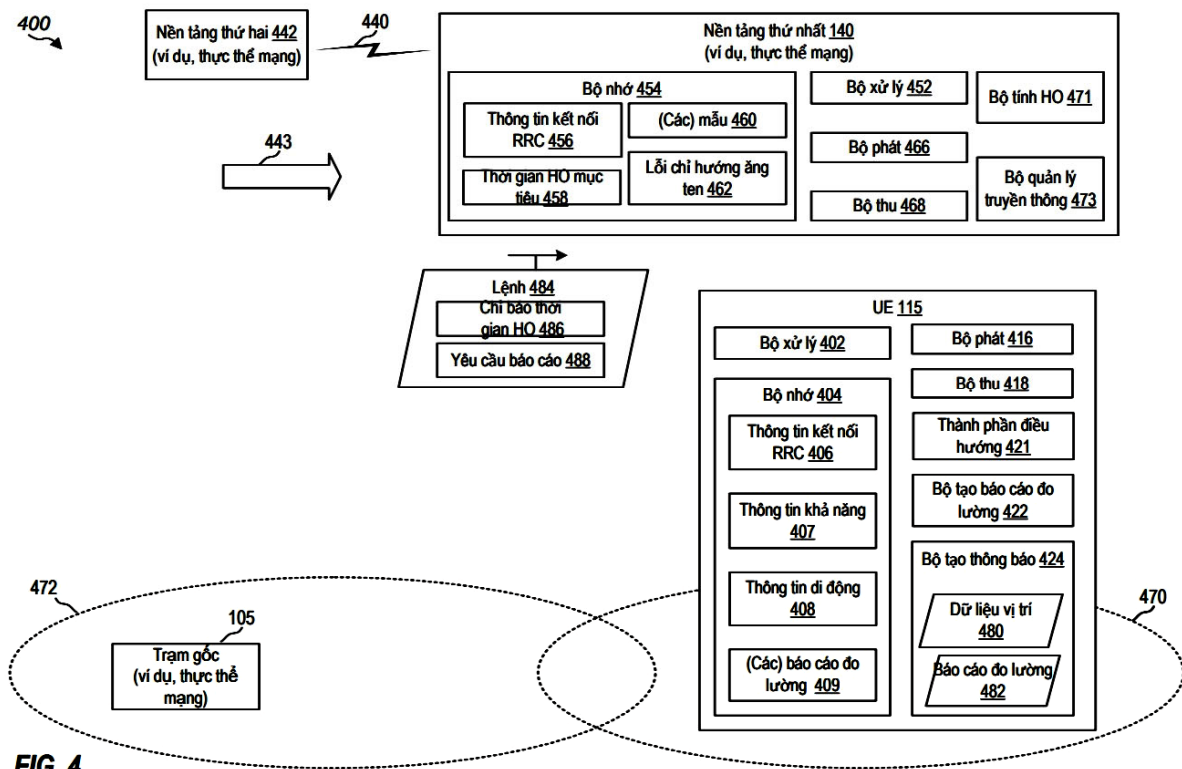 400
Nền tảng thứ hai 442
(ví dụ, thực thể mạng)
440
443
Nền tảng thứ nhất 140
(ví dụ, thực thể mạng)
Bộ nhớ 454
Thông tin kết nối
RRC 456
(Các) mẫu 460
Thời gian HO mục
tiêu 458
Lỗi chỉ hướng ăng
ten 462
Bộ xử lý 452
Bộ phát 466
Bộ thu 468
Bộ tính HO 471
Bộ quản lý
truyền thông 473
Lệnh 484
Chỉ báo thời
gian HO 486
Yêu cầu báo cáo 488
UE 115
Bộ xử lý 402
Bộ nhớ 404
Thông tin kết nối
RRC 406
Thông tin khả năng
407
Thông tin di động
408
(Các) báo cáo đo
lường 409
Bộ phát 416
Bộ thu 418
Thành phần điều
hướng 421
Bộ tạo báo cáo đo
lường 422
Bộ tạo thông báo 424
Dữ liệu vị trí
480
Báo cáo đo lường
482
472
105
Trạm gốc
(ví dụ, thực thể
mạng)
470
FIG. 4